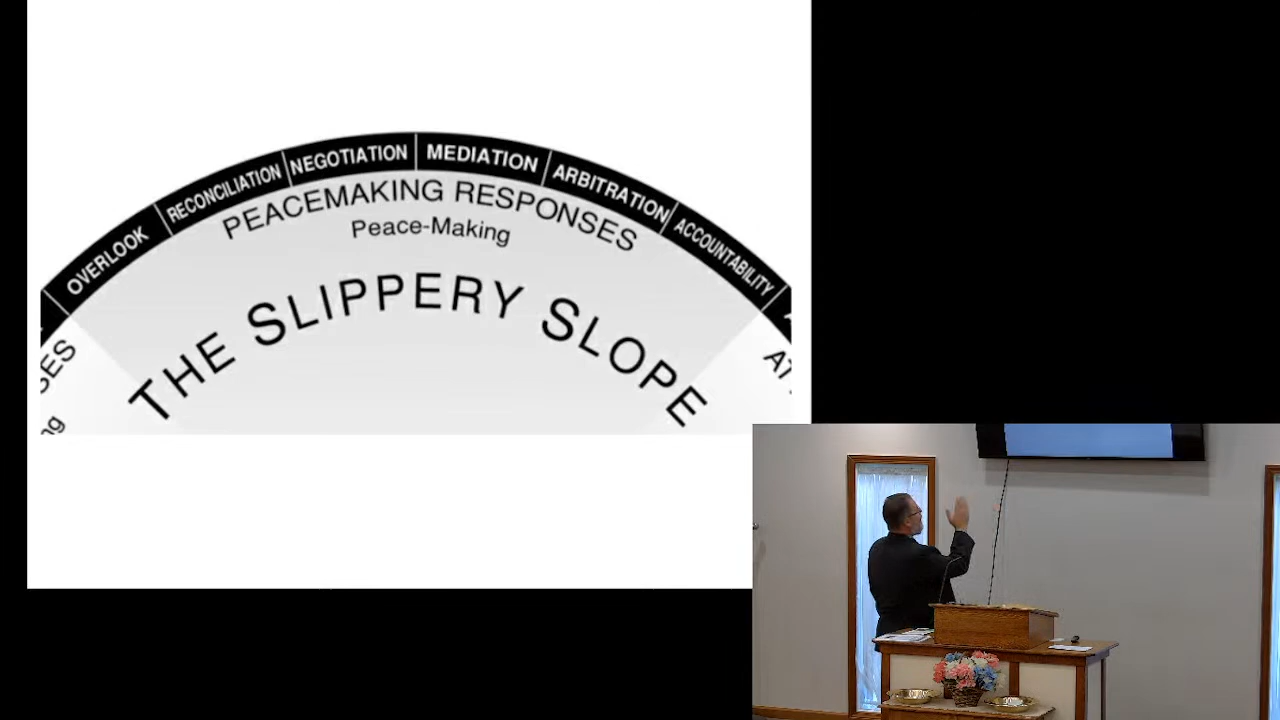 OVERLOOK RECONCILIATION NEGOTIATION MEDIATION ARBITRATION ACCOUNTABILITY
PEACEMAKING RESPONSES
Peace-Making
THE SLIPPERY SLOPE